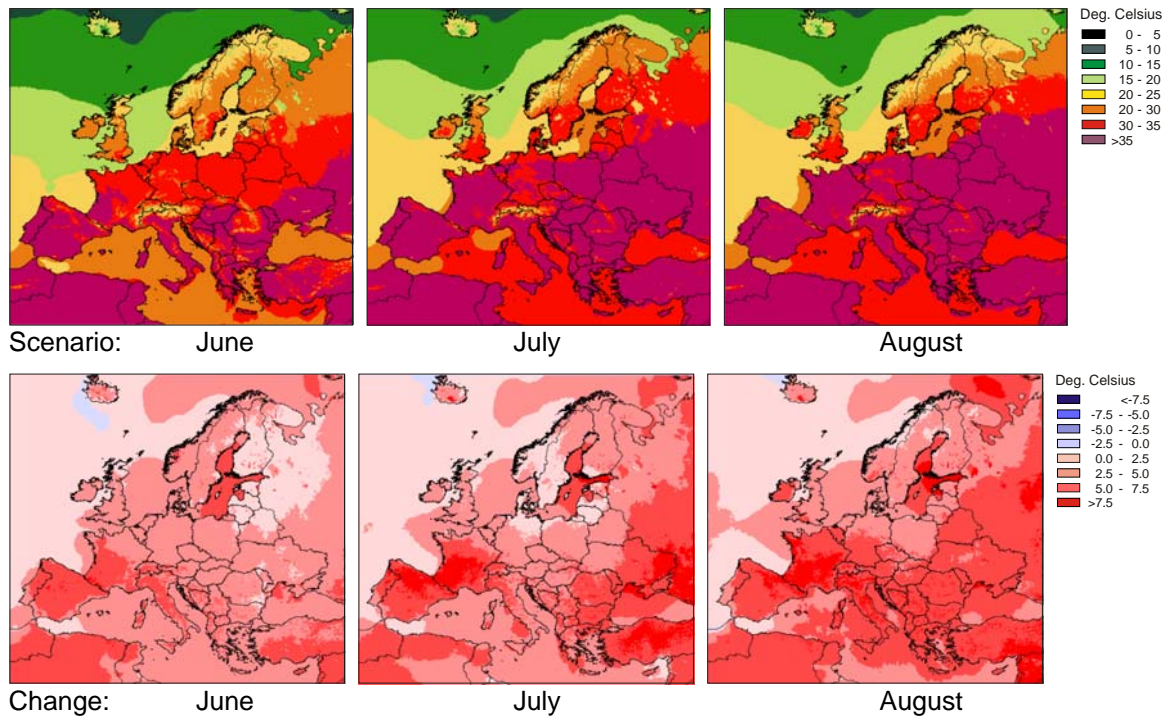 Deg. Celsius
0 - 5
5 - 10
10 - 15
15 - 20
20 - 25
20 - 30
30 - 35
>35
Scenario: June July August
Deg. Celsius
<-7.5
-7.5 - -5.0
-5.0 - -2.5
-2.5 - 0.0
0.0 - 2.5
2.5 - 5.0
5.0 - 7.5
>7.5
Change: June July August